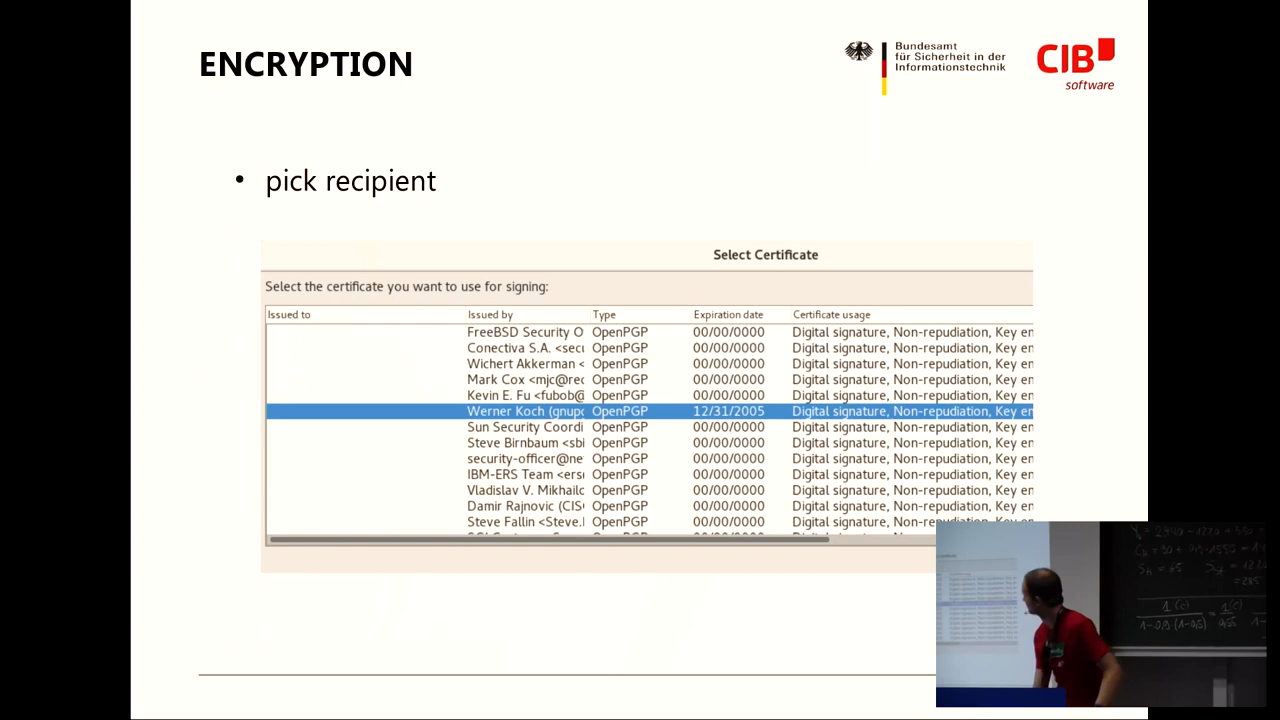 ENCRYPTION
Bundesamt
für Sicherheit in der
Informationstechnik
CIB
software
• pick recipient
Select Certificate
Select the certificate you want to use for signing:
Issued to Issued by Type Expiration date Certificate usage
FreeBSD Security O OpenPGP 00/00/0000 Digital signature, Non-repudiation, Key en
Conectiva S.A. <secu OpenPGP 00/00/0000 Digital signature, Non-repudiation, Key en
Wichert Akkerman < OpenPGP 00/00/0000 Digital signature, Non-repudiation, Key en
Mark Cox <mjc@red OpenPGP 00/00/0000 Digital signature, Non-repudiation, Key en
Kevin E. Fu <fubob@ OpenPGP 00/00/0000 Digital signature, Non-repudiation, Key en
Werner Koch (gnupg OpenPGP 12/31/2005 Digital signature, Non-repudiation, Key en
Sun Security Coordi OpenPGP 00/00/0000 Digital signature, Non-repudiation, Key en
Steve Birnbaum <sbi OpenPGP 00/00/0000 Digital signature, Non-repudiation, Key en
security-officer@ne OpenPGP 00/00/0000 Digital signature, Non-repudiation, Key en
IBM-ERS Team <erse OpenPGP 00/00/0000 Digital signature, Non-repudiation, Key en
Vladislav V. Mikhailo OpenPGP 00/00/0000 Digital signature, Non-repudiation, Key en
Damir Rajnovic (CISC OpenPGP 00/00/0000 Digital signature, Non-repudiation, Key en
Steve Fallin <Steve.I OpenPGP 00/00/0000 Digital signature, Non-repudiation, Key en